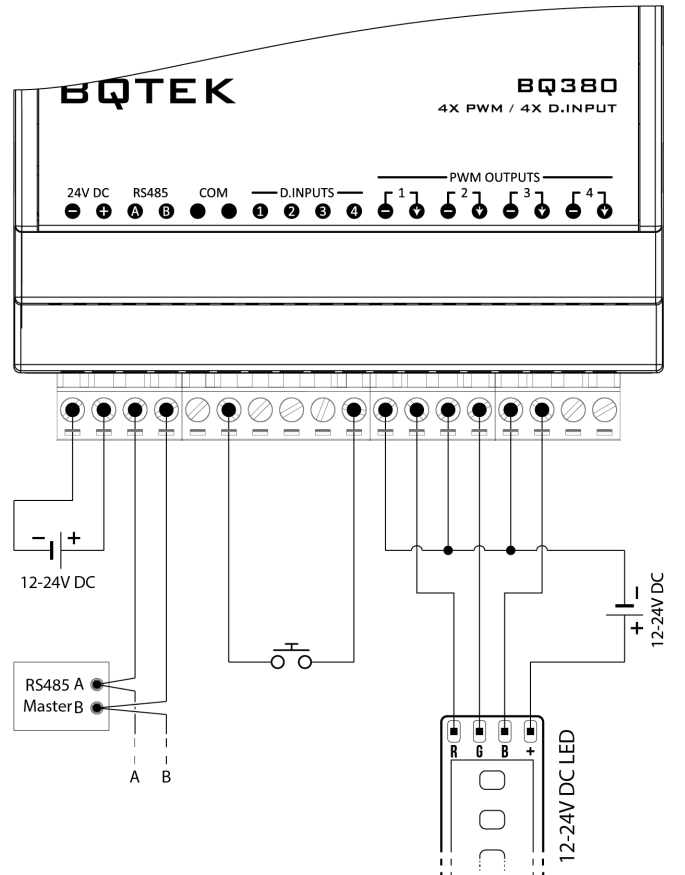 BQTEK
BQ380
4X PWM / 4X D.INPUT
PWM OUTPUTS
24V DC RS485 COM D.INPUTS 1 2 3 4
- + A B 1 2 3 4 - - - -
- +
12-24V DC
-
+
12-24V DC
RS485 A
Master B
A B
R G B +
12-24V DC LED